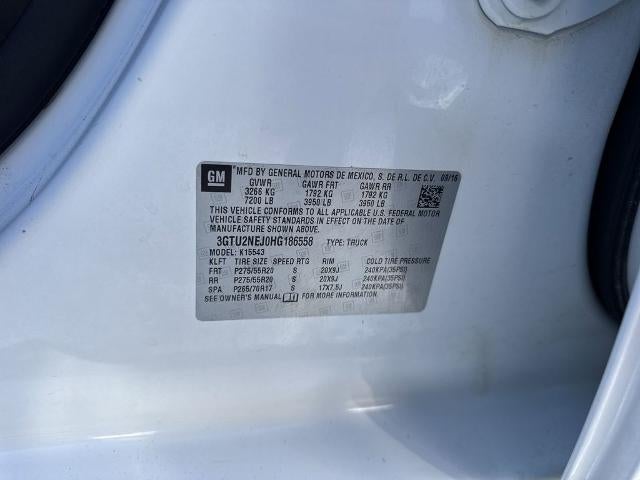 GM
MFD BY GENERAL MOTORS DE MEXICO, S. DE R.L. DE C.V. 09/16
GVWR GAWR FRT GAWR RR
3266 KG 1792 KG 1792 KG
7200 LB 3950 LB 3950 LB
THIS VEHICLE CONFORMS TO ALL APPLICABLE U.S. FEDERAL MOTOR
VEHICLE SAFETY STANDARDS IN EFFECT ON THE DATE OF
MANUFACTURE SHOWN ABOVE.
3GTU2NEJ0HG186558 TYPE: TRUCK
MODEL: K15543
KLFT TIRE SIZE SPEED RTG RIM COLD TIRE PRESSURE
FRT P275/55R20 S 20X9J 240KPA(35PSI)
RR P275/55R20 S 20X9J 240KPA(35PSI)
SPA P265/70R17 S 17X7.5J 240KPA(35PSI)
SEE OWNER'S MANUAL FOR MORE INFORMATION.